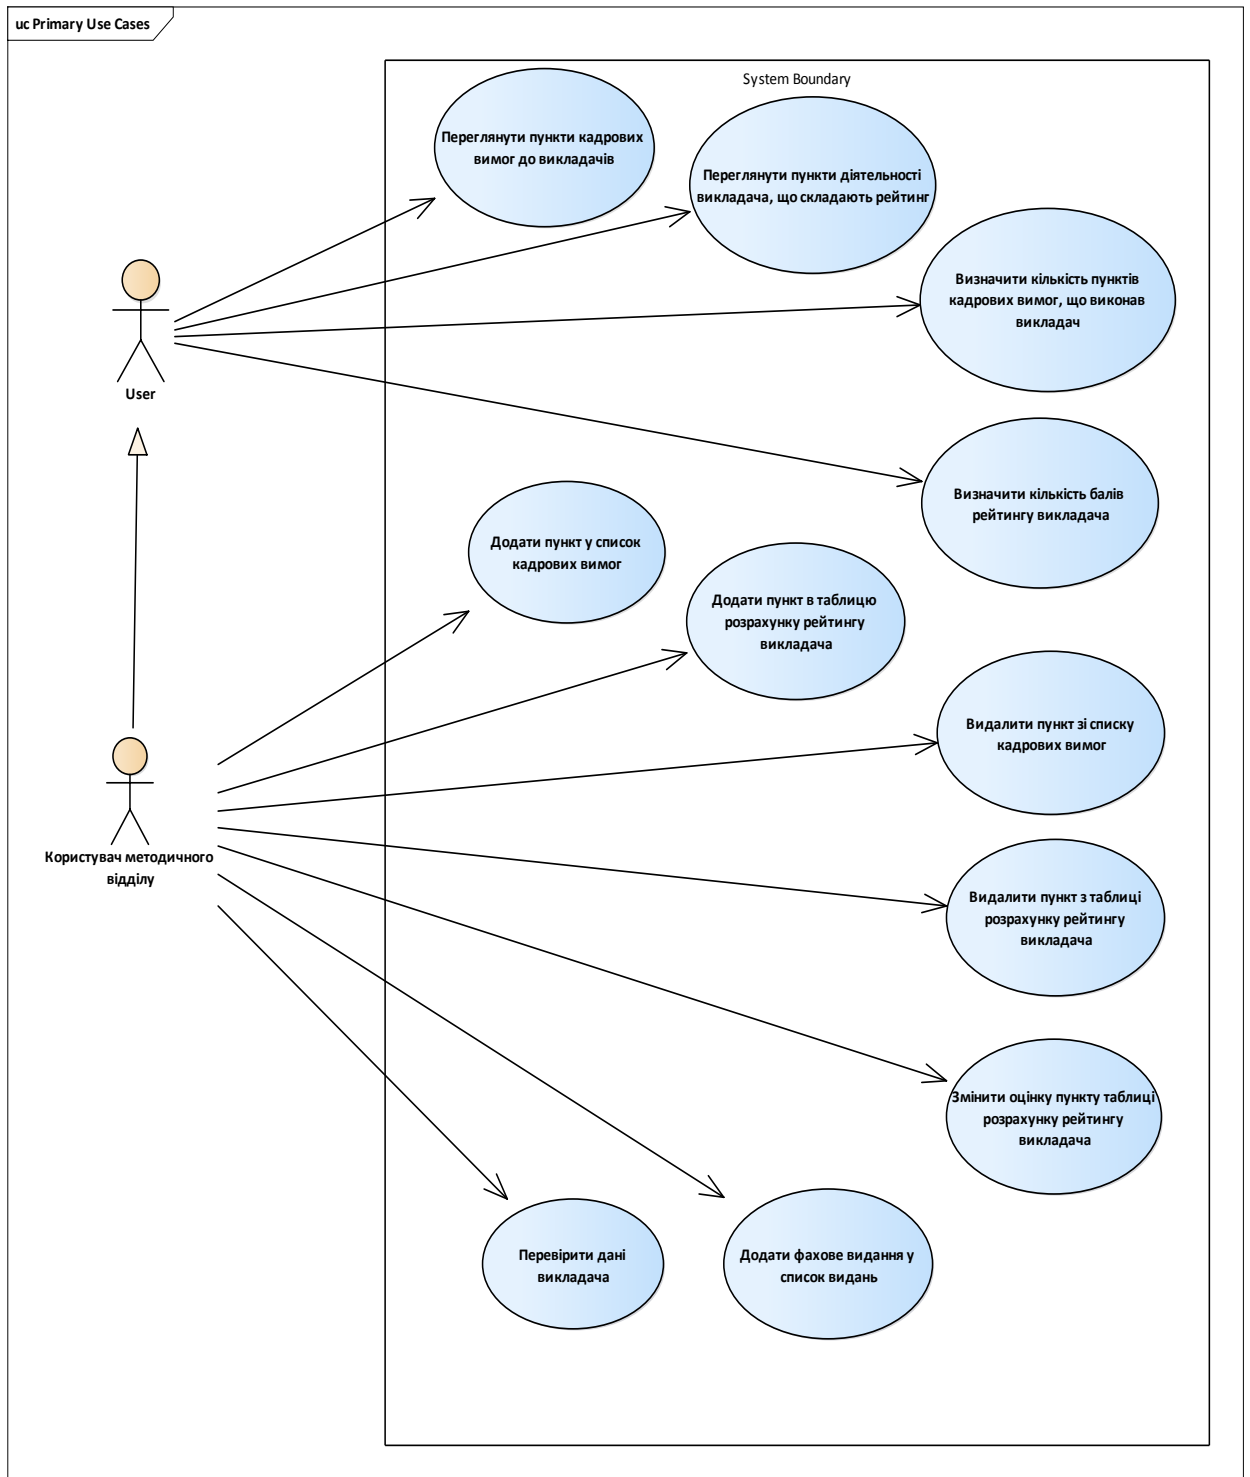 uc Primary Use Cases
System Boundary
Переглянути пункти кадрових
вимог до викладачів
Переглянути пункти діяльності
викладача, що складають рейтинг
Визначити кількість пунктів
кадрових вимог, що виконав
викладач
User
Визначити кількість балів
рейтингу викладача
Додати пункт у список
кадрових вимог
Додати пункт в таблицю
розрахунку рейтингу
викладача
Видалити пункт зі списку
кадрових вимог
Користувач методичного
відділу
Видалити пункт з таблиці
розрахунку рейтингу
викладача
Змінити оцінку пункту таблиці
розрахунку рейтингу
викладача
Перевірити дані
викладача
Додати фахове видання у
список видань